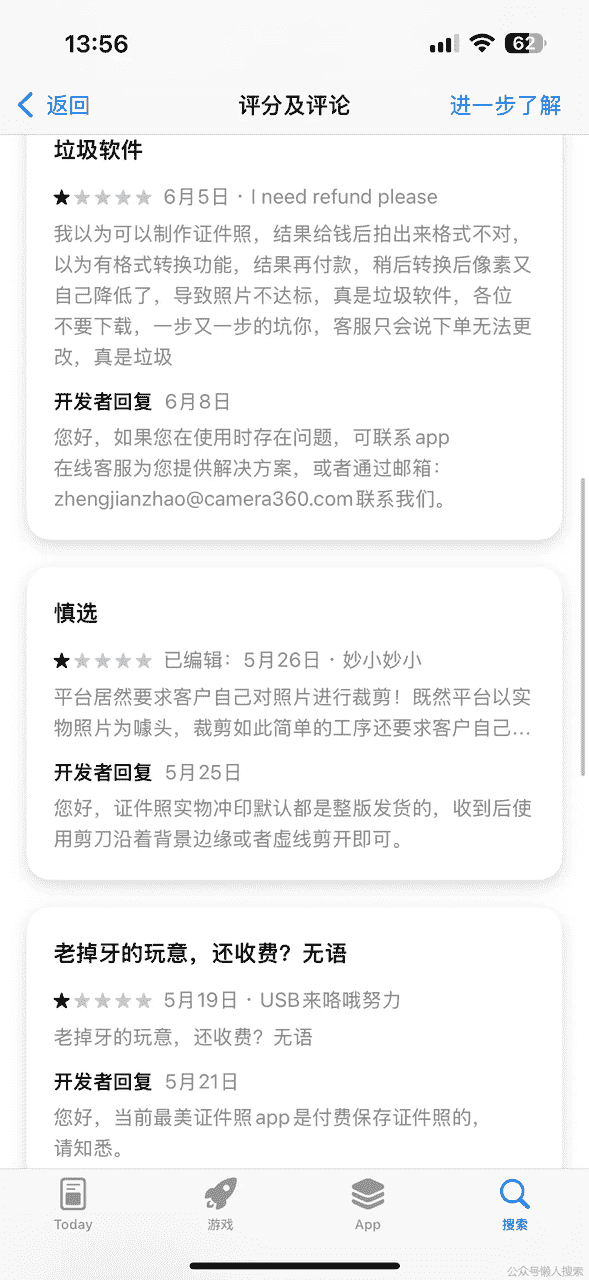 13:56
62
返回
评分及评论
进一步了解
垃圾软件
6月5日 · I need refund please
我以为可以制作证件照，结果给钱后拍出来格式不对，
以为有格式转换功能，结果再付款，稍后转换后像素又
自己降低了，导致照片不达标，真是垃圾软件，各位
不要下载，一步又一步的坑你，客服只会说下单无法更
改，真是垃圾
开发者回复 6月8日
您好，如果您在使用时存在问题，可联系app
在线客服为您提供解决方案，或者通过邮箱：
zhengjianzhao@camera360.com联系我们。
慎选
已编辑：5月26日 · 妙小妙小
平台居然要求客户自己对照片进行裁剪！既然平台以实
物照片为噱头，裁剪如此简单的工序还要求客户自己...
开发者回复 5月25日
您好，证件照实物冲印默认都是整版发货的，收到后使
用剪刀沿着背景边缘或者虚线剪开即可。
老掉牙的玩意，还收费？无语
5月19日 · USB来咯哦努力
老掉牙的玩意，还收费？无语
开发者回复 5月21日
您好，当前最美证件照app是付费保存证件照的，
请知悉。
Today
游戏
App
搜索
公众号懒人搜索